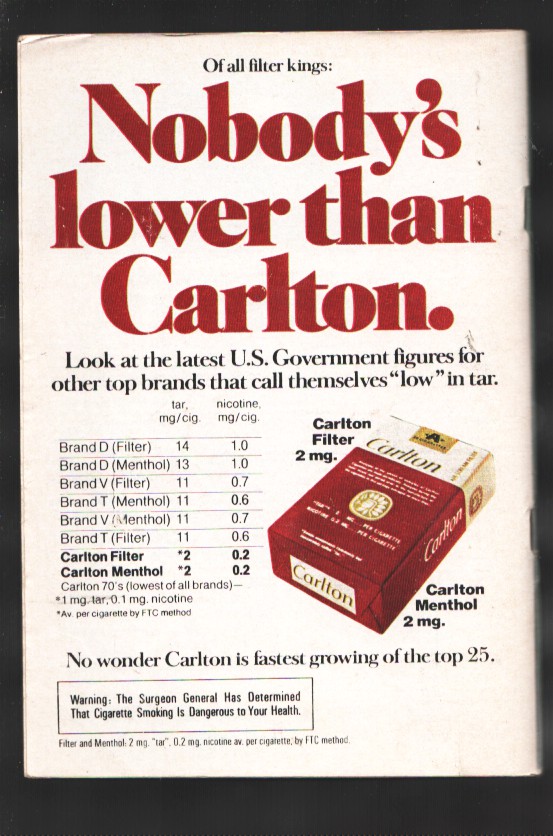 Of all filter kings:
Nobody's
lower than
Carlton.
Look at the latest U.S. Government figures for
other top brands that call themselves “low” in tar.
tar, nicotine,
mg/cig. mg/cig.
Brand D (Filter) 14 1.0
Brand D (Menthol) 13 1.0
Brand V (Filter) 11 0.7
Brand T (Menthol) 11 0.6
Brand V (Menthol) 11 0.7
Brand T (Filter) 11 0.6
Carlton Filter *2 0.2
Carlton Menthol *2 0.2
Carlton 70's (lowest of all brands)—
*1 mg. tar, 0.1 mg. nicotine
*Av. per cigarette by FTC method
Carlton
Filter
2 mg.
Carlton
Carlton
Carlton
Carlton
Menthol
2 mg.
No wonder Carlton is fastest growing of the top 25.
Warning: The Surgeon General Has Determined
That Cigarette Smoking Is Dangerous to Your Health.
Filter and Menthol: 2 mg. "tar", 0.2 mg. nicotine av. per cigarette, by FTC method.